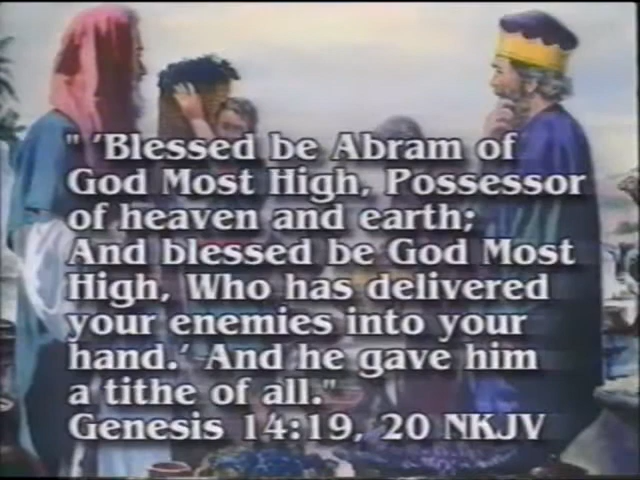 " 'Blessed be Abram of
God Most High, Possessor
of heaven and earth;
And blessed be God Most
High, Who has delivered
your enemies into your
hand.' And he gave him
a tithe of all."
Genesis 14:19, 20 NKJV